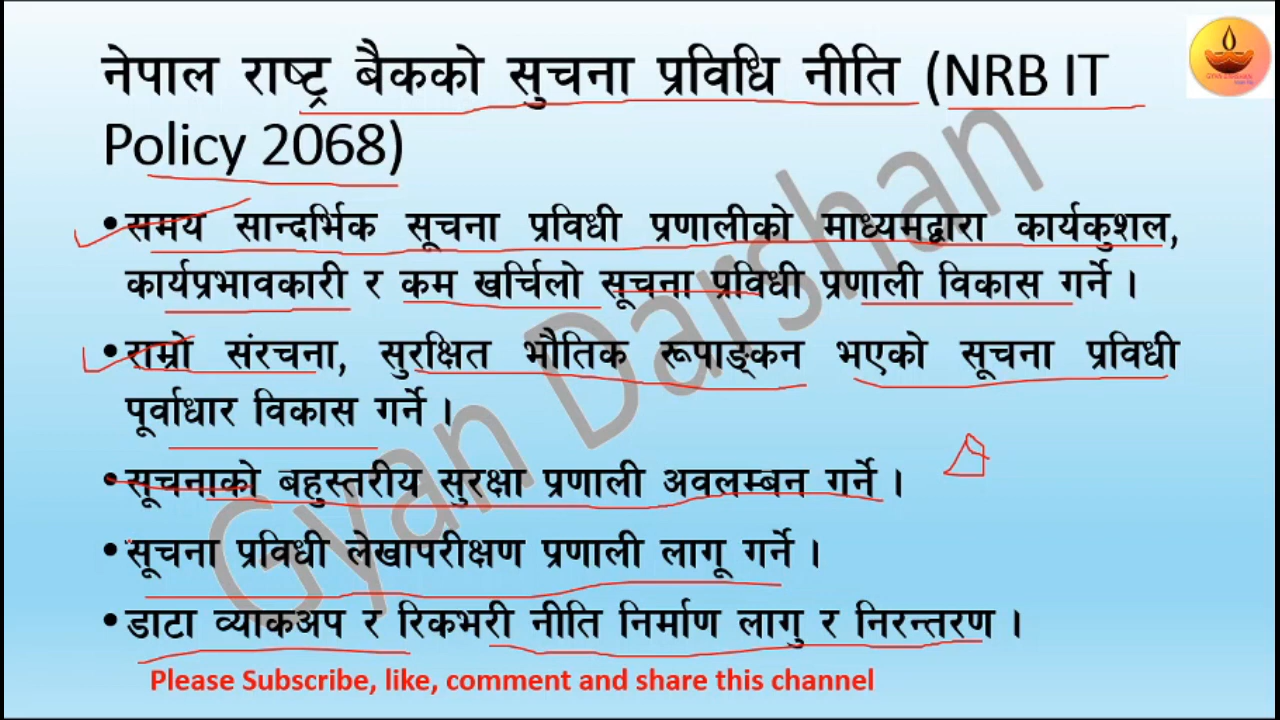 नेपाल राष्ट्र बैकको सुचना प्रविधि नीति (NRB IT
Policy 2068)
•समय सान्दर्भिक सूचना प्रविधी प्रणालीको माध्यमद्वारा कार्यकुशल,
कार्यप्रभावकारी र कम खर्चिलो सूचना प्रविधी प्रणाली विकास गर्ने ।
•राम्रो संरचना, सुरक्षित भौतिक रूपाङ्कन भएको सूचना प्रविधी
पूर्वाधार विकास गर्ने ।
•सूचनाको बहुस्तरीय सुरक्षा प्रणाली अवलम्बन गर्ने ।
•सूचना प्रविधी लेखापरीक्षण प्रणाली लागू गर्ने ।
•डाटा व्याकअप र रिकभरी नीति निर्माण लागु र निरन्तरण ।
Please Subscribe, like, comment and share this channel
Gyan Darshan